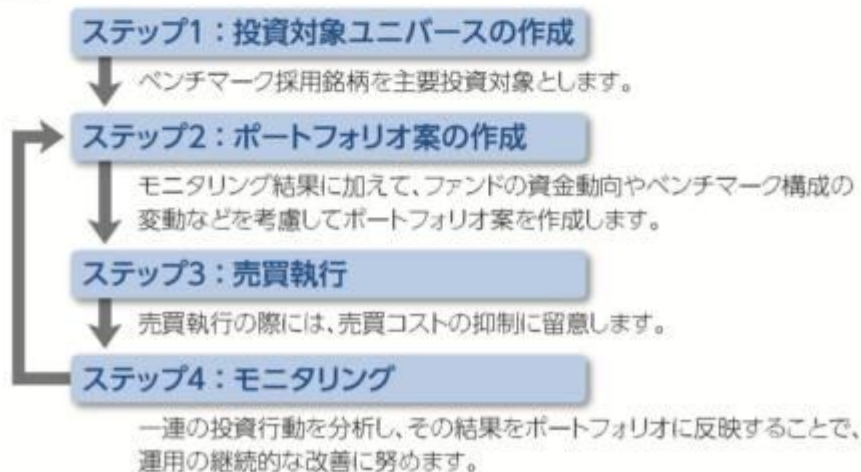 ステップ1：投資対象ユニバースの作成
ベンチマーク採用銘柄を主要投資対象とします。
ステップ2：ポートフォリオ案の作成
モニタリング結果に加えて、ファンドの資金動向やベンチマーク構成の
変動などを考慮してポートフォリオ案を作成します。
ステップ3：売買執行
売買執行の際には、売買コストの抑制に留意します。
ステップ4：モニタリング
一連の投資行動を分析し、その結果をポートフォリオに反映することで、
運用の継続的な改善に努めます。